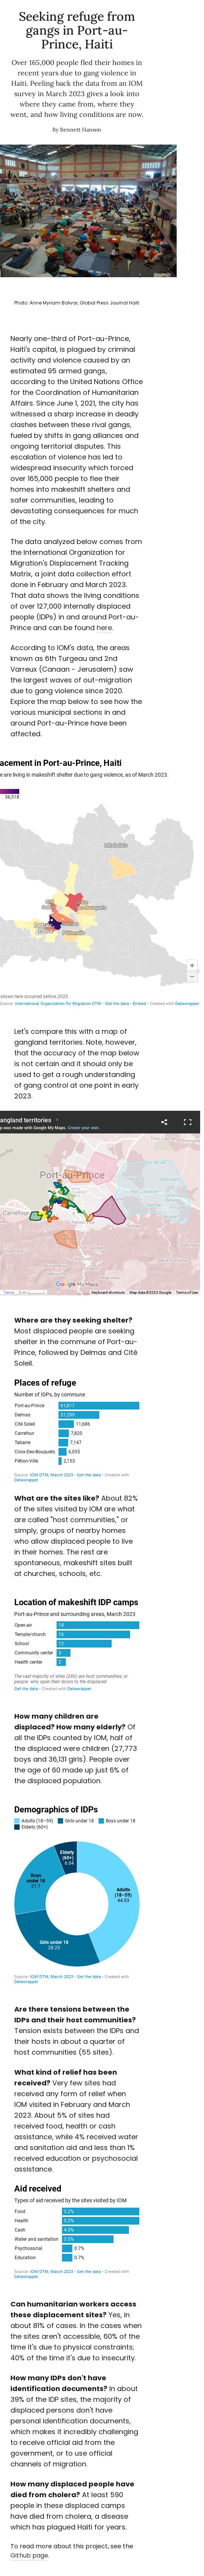 Seeking refuge from
gangs in Port-au-
Prince, Haiti
Over 165,000 people fled their homes in
recent years due to gang violence in
Haiti. Peeling back the data from an IOM
survey in March 2023 gives a look into
where they came from, where they
went, and how living conditions are now.
By Bennett Hanson
Photo: Anne Myriam Bolivar, Global Press Journal Haiti
Nearly one-third of Port-au-Prince,
Haiti's capital, is plagued by criminal
activity and violence caused by an
estimated 95 armed gangs,
according to the United Nations Office
for the Coordination of Humanitarian
Affairs. Since June 1, 2021, the city has
witnessed a sharp increase in deadly
clashes between these rival gangs,
fueled by shifts in gang alliances and
ongoing territorial disputes. This
escalation of violence has led to
widespread insecurity which forced
over 165,000 people to flee their
homes into makeshift shelters and
safer communities, leading to
devastating consequences for much
of the city.
The data analyzed below comes from
the International Organization for
Migration's Displacement Tracking
Matrix, a joint data collection effort
done in February and March 2023.
That data shows the living conditions
of over 127,000 internally displaced
people (IDPs) in and around Port-au-
Prince and can be found here.
According to IOM's data, the areas
known as 6th Turgeau and 2nd
Varreux (Canaan - Jerusalem) saw
the largest waves of out-migration
due to gang violence since 2020.
Explore the map below to see how the
various municipal sections in and
around Port-au-Prince have been
affected.
acement in Port-au-Prince, Haiti
e are living in makeshift shelter due to gang violence, as of March 2023.
36,518
Mirebalais
shown here occurred before 2020.
Source: International Organization for Migration DTM - Get the data - Embed - Created with Datawrapper
Let's compare this with a map of
gangland territories. Note, however,
that the accuracy of the map below
is not certain and it should only be
used to get a rough understanding
of gang control at one point in early
2023.
angland territories
p was made with Google My Maps. Create your own.
Port-au-Prince
Carrefour
Google My Maps
Terms
Keyboard shortcuts
Map data ©2023 Google
Terms of Use
Where are they seeking shelter?
Most displaced people are seeking
shelter in the commune of Port-au-
Prince, followed by Delmas and Cité
Soleil.
Places of refuge
Number of IDPs, by commune
Port-au-Prince 61,817
Delmas 31,299
Cité Soleil 11,686
Carrefour 7,820
Tabarre 7,147
Croix-Des-Bouquets 6,055
Pétion-Ville 2,153
Source: IOM DTM, March 2023 - Get the data - Created with
Datawrapper
What are the sites like? About 82%
of the sites visited by IOM are what
are called "host communities," or
simply, groups of nearby homes
who allow displaced people to live
in their homes. The rest are
spontaneous, makeshift sites built
at churches, schools, etc.
Location of makeshift IDP camps
Port-au-Prince and surrounding areas, March 2023
Open-air 18
Temple/church 16
School 12
Community center 3
Health center 2
The vast majority of sites (286) are host communities, or
people who open their doors to the displaced
Get the data - Created with Datawrapper
How many children are
displaced? How many elderly? Of
all the IDPs counted by IOM, half of
the displaced were children (27,773
boys and 36,131 girls). People over
the age of 60 made up just 6% of
the displaced population.
Demographics of IDPs
Adults (18–59) Girls under 18 Boys under 18
Elderly (60+)
Elderly
(60+)
6.04
Boys
under 18
21.7
Adults
(18–59)
44.03
Girls under 18
28.23
Source: IOM DTM, March 2023 - Get the data - Created with
Datawrapper
Are there tensions between the
IDPs and their host communities?
Tension exists between the IDPs and
their hosts in about a quarter of
host communities (55 sites).
What kind of relief has been
received? Very few sites had
received any form of relief when
IOM visited in February and March
2023. About 5% of sites had
received food, health or cash
assistance, while 4% received water
and sanitation aid and less than 1%
received education or psychosocial
assistance.
Aid received
Types of aid received by the sites visited by IOM
Food 5.2%
Health 5.2%
Cash 4.5%
Water and sanitation 3.5%
Psychosocial 0.7%
Education 0.7%
Source: IOM DTM, March 2023 - Get the data - Created with
Datawrapper
Can humanitarian workers access
these displacement sites? Yes, in
about 81% of cases. In the cases when
the sites aren't accessible, 60% of the
time it's due to physical constraints;
40% of the time it's due to insecurity.
How many IDPs don't have
identification documents? In about
39% of the IDP sites, the majority of
displaced persons don't have
personal identification documents,
which makes it incredibly challenging
to receive official aid from the
government, or to use official
channels of migration.
How many displaced people have
died from cholera? At least 590
people in these displaced camps
have died from cholera, a disease
which has plagued Haiti for years.
To read more about this project, see the
Github page.